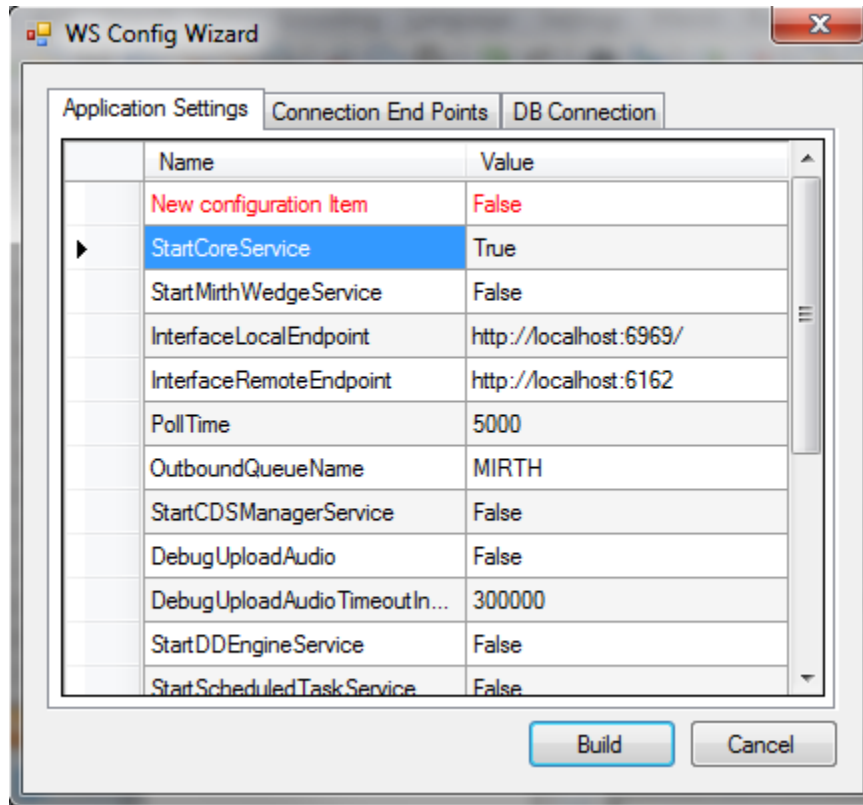 WS Config Wizard
Application Settings Connection End Points DB Connection
Name Value
New configuration Item False
StartCoreService True
StartMirthWedgeService False
InterfaceLocalEndpoint http://localhost:6969/
InterfaceRemoteEndpoint http://localhost:6162
PollTime 5000
OutboundQueueName MIRTH
StartCDSManagerService False
DebugUploadAudio False
DebugUploadAudioTimeoutIn... 300000
StartDDEngineService False
StartScheduledTaskService False
Build Cancel